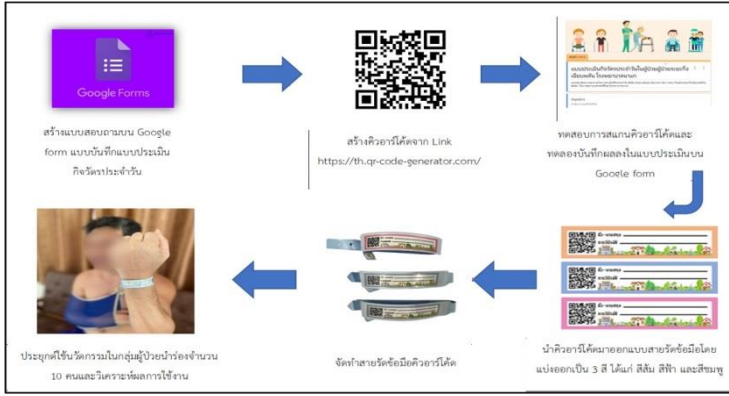 Google Forms
สร้างแบบสอบถามบน Google
form แบบบันทึกแบบประเมิน
กิจวัตรประจำวัน
สร้างคิวอาร์โค้ดจาก Link
https://th.qr-code-generator.com/
ทดสอบการสแกนคิวอาร์โค้ดและ
ทดลองบันทึกผลลงในแบบประเมินบน
Google form
นำคิวอาร์โค้ดมาออกแบบสายรัดข้อมือโดย
แบ่งออกเป็น 3 สี ได้แก่ สีส้ม สีฟ้า และสีชมพู
จัดทำสายรัดข้อมือคิวอาร์โค้ด
ประยุกต์ใช้นวัตกรรมในกลุ่มผู้ป่วยนำร่องจำนวน
10 คนและวิเคราะห์ผลการใช้งาน